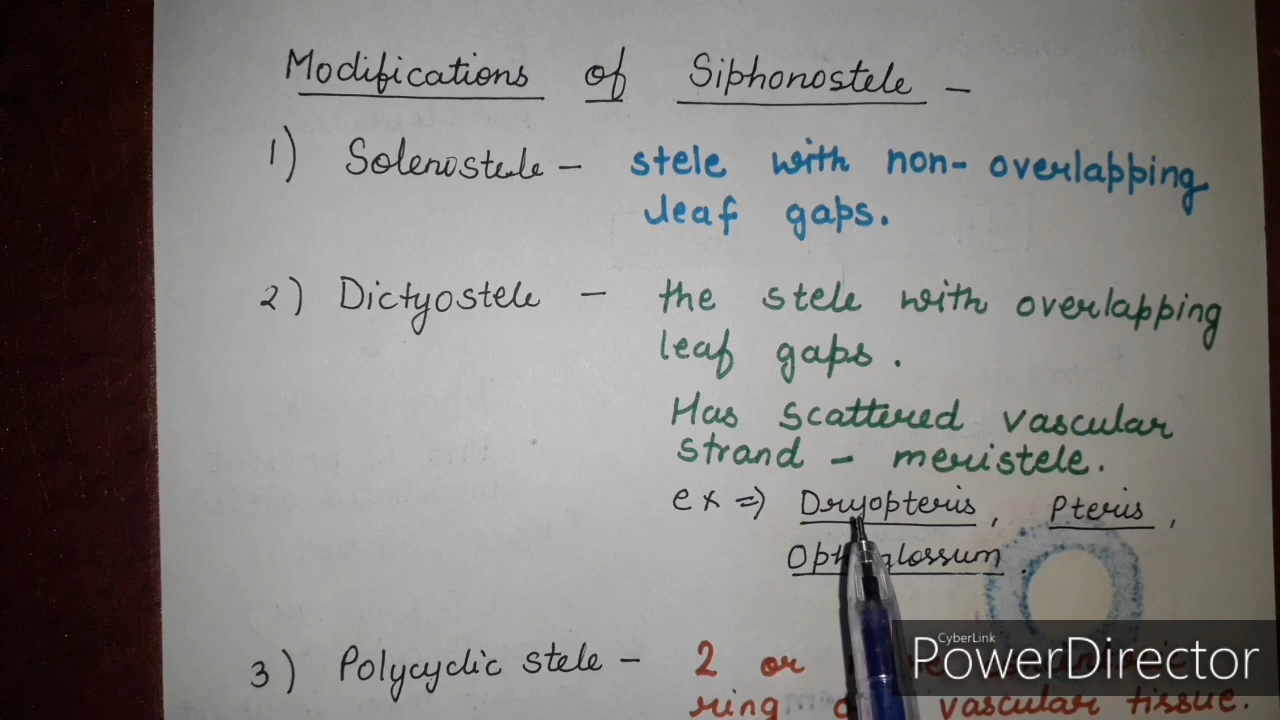 Modifications of Siphonostele -
1) Solenostele - stele with non-overlapping
leaf gaps.
2) Dictyostele - the stele with overlapping
leaf gaps.
Has scattered vascular
strand - meristele.
ex => Dryopteris, Pteris,
3) Polycyclic stele - 2 or
ring vascular tissue.
CyberLink
PowerDirector